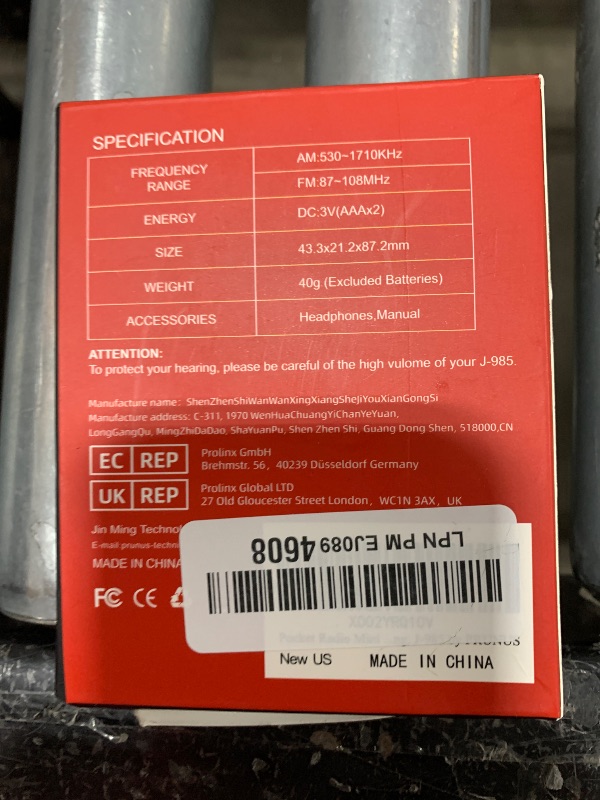 SPECIFICATION
FREQUENCY RANGE
AM:530~1710KHz
FM:87~108MHz
ENERGY
DC:3V(AAAx2)
SIZE
43.3x21.2x87.2mm
WEIGHT
40g (Excluded Batteries)
ACCESSORIES
Headphones,Manual
ATTENTION:
To protect your hearing, please be careful of the high vulome of your J-985.
Manufacture name: ShenZhenShiWanWanXingXiangSheJiYouXianGongSi
Manufacture address: C-311, 1970 WenHuaChuangYiChanYeYuan,
LongGangQu, MingZhiDaDao, ShaYuanPu, Shen Zhen Shi, Guang Dong Shen, 518000,CN
EC REP
Prolinx GmbH
Brehmstr. 56, 40239 Düsseldorf Germany
UK REP
Prolinx Global LTD
27 Old Gloucester Street London, WC1N 3AX, UK
Jin Ming
E-mail
MADE IN CHINA
FC CE
LPN PM EJ0894608
Pocket Radio Mini
New US
MADE IN CHINA